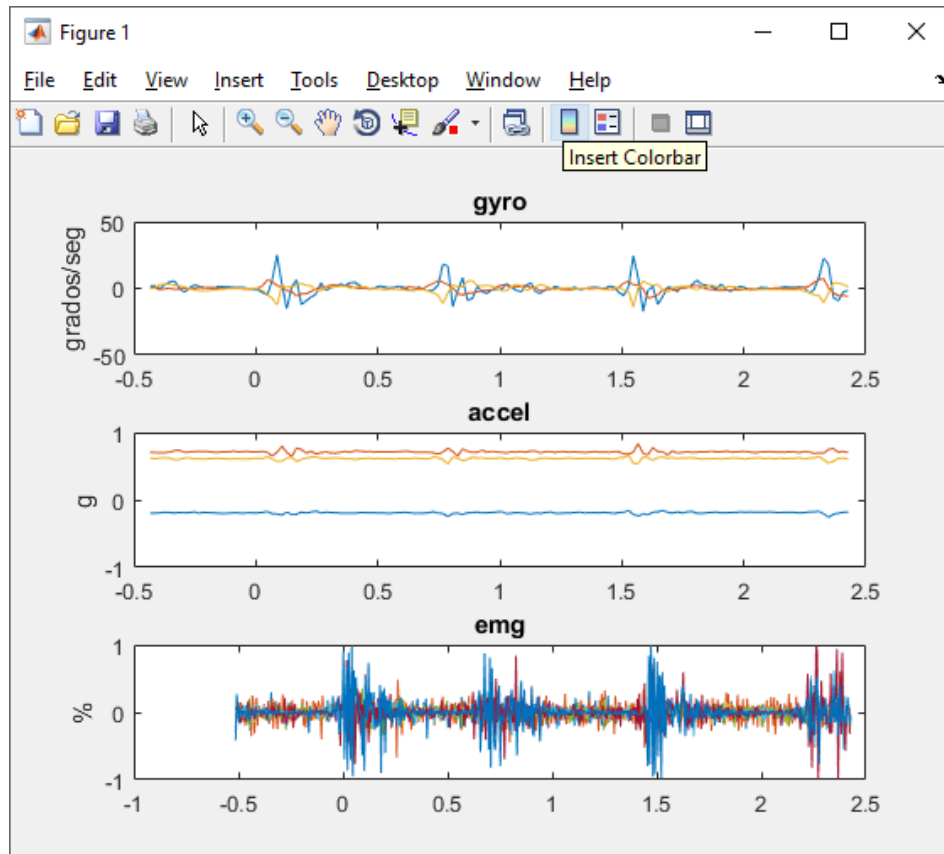 Figure 1
File Edit View Insert Tools Desktop Window Help
Insert Colorbar
gyro
grados/seg
50
0
-50
-0.5 0 0.5 1 1.5 2 2.5
accel
g
1
0
-1
-0.5 0 0.5 1 1.5 2 2.5
emg
%
1
0
-1
-1 -0.5 0 0.5 1 1.5 2 2.5